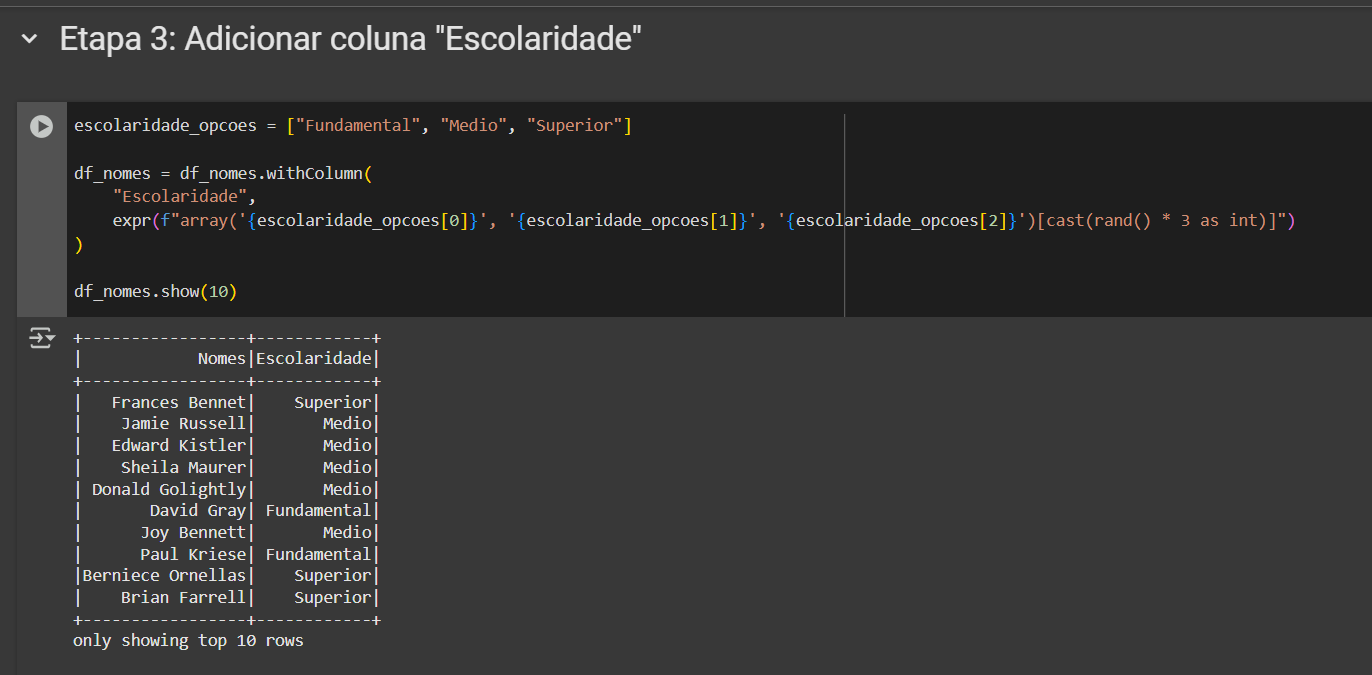 Etapa 3: Adicionar coluna "Escolaridade"
escolaridade_opcoes = ["Fundamental", "Medio", "Superior"]
df_nomes = df_nomes.withColumn(
    "Escolaridade",
    expr(f"array('{escolaridade_opcoes[0]}', '{escolaridade_opcoes[1]}', '{escolaridade_opcoes[2]}')[cast(rand() * 3 as int)]")
)
df_nomes.show(10)
+-----------------+------------+
|            Nomes|Escolaridade|
+-----------------+------------+
|   Frances Bennet|    Superior|
|    Jamie Russell|       Medio|
|   Edward Kistler|       Medio|
|    Sheila Maurer|       Medio|
| Donald Golightly|       Medio|
|       David Gray| Fundamental|
|      Joy Bennett|       Medio|
|      Paul Kriese| Fundamental|
|Berniece Ornellas|    Superior|
|    Brian Farrell|    Superior|
+-----------------+------------+
only showing top 10 rows